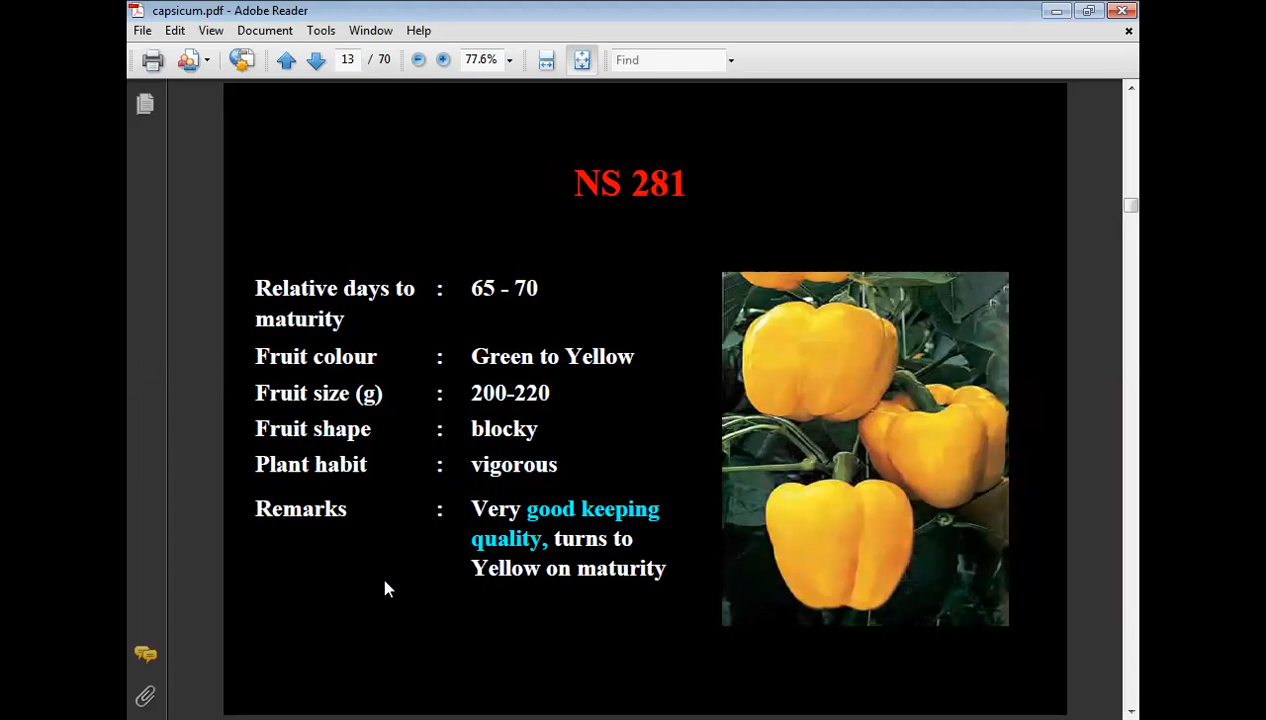 capsicum.pdf - Adobe Reader
File Edit View Document Tools Window Help
13 / 70 77.6% Find
NS 281
Relative days to : 65 - 70
maturity
Fruit colour : Green to Yellow
Fruit size (g) : 200-220
Fruit shape : blocky
Plant habit : vigorous
Remarks : Very good keeping
quality, turns to
Yellow on maturity